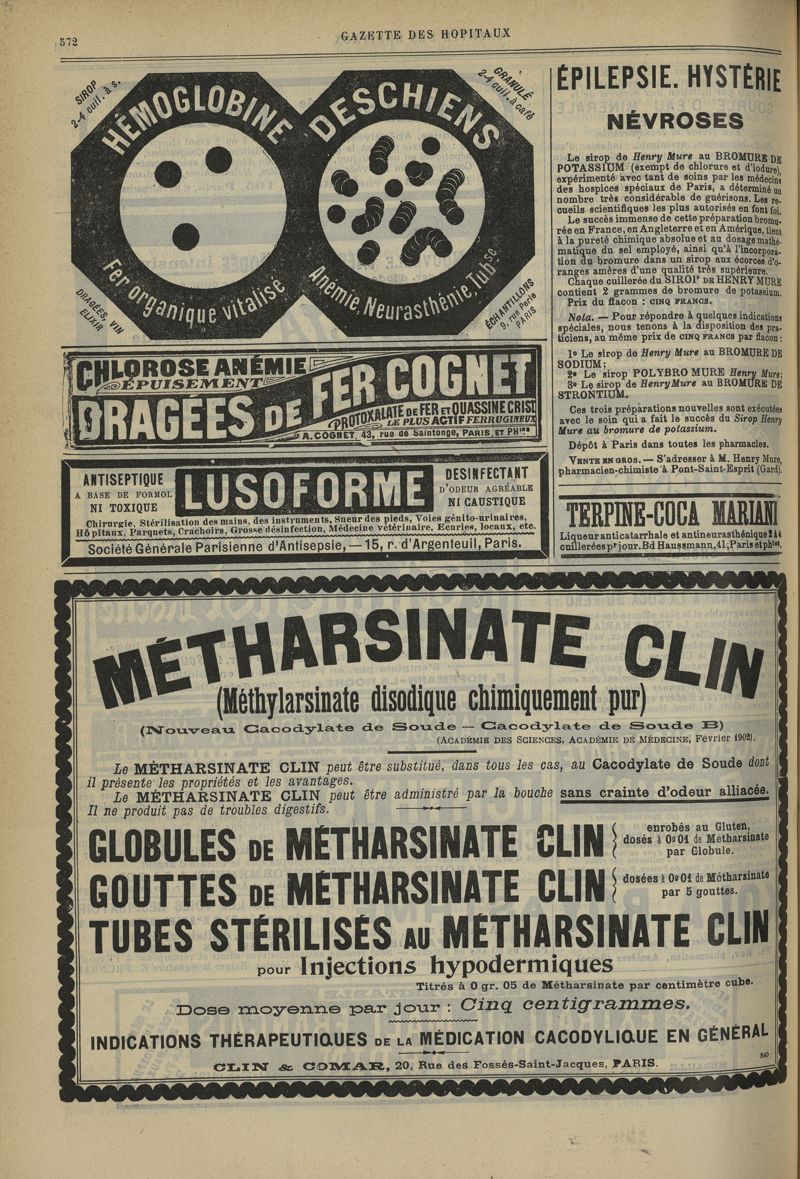 572
GAZETTE DES HOPITAUX
SIROP
2-4 cuil. à s.
HÉMOGLOBINE
DRAGÉES, VIN
ELIXIR
Fer organique vitalisé
GRANULÉ
2-4 cuil. à café
DESCHIENS
Anémie, Neurasthénie, Tubse
ÉCHANTILLONS
9, rue Perle
PARIS
CHLOROSE ANÉMIE
ÉPUISEMENT
DRAGÉES DE FER COGNET
PROTOXALATE DE FER ET QUASSINE CRIST
LE PLUS ACTIF FERRUGINEUX
A. COGNET, 43, rue de Saintonge, PARIS ET PHies
ANTISEPTIQUE
A BASE DE FORMOL
NI TOXIQUE
LUSOFORME
DESINFECTANT
D'ODEUR AGRÉABLE
NI CAUSTIQUE
Chirurgie, Stérilisation des mains, des instruments, Sueur des pieds, Voies génito-urinaires,
Hôpitaux, Parquets, Crachoirs, Grosse désinfection, Médecine vétérinaire, Ecuries, locaux, etc.
Société Générale Parisienne d'Antisepsie, — 15, r. d'Argenteuil, Paris.
ÉPILEPSIE. HYSTÉRIE
NÉVROSES
Le sirop de Henry Mure au BROMURE DE
POTASSIUM (exempt de chlorure et d'iodure),
expérimenté avec tant de soins par les médecins
des hospices spéciaux de Paris, a déterminé un
nombre très considérable de guérisons. Les re-
cueils scientifiques les plus autorisés en font foi.
Le succès immense de cette préparation bromu-
rée en France, en Angleterre et en Amérique, tient
à la pureté chimique absolue et au dosage mathé-
matique du sel employé, ainsi qu'à l'incorpora-
tion du bromure dans un sirop aux écorces d'o-
ranges amères d'une qualité très supérieure.
Chaque cuillerée du SIROP DE HENRY MURE
contient 2 grammes de bromure de potassium.
Prix du flacon : CINQ FRANCS.
Nota. — Pour répondre à quelques indications
spéciales, nous tenons à la disposition des pra-
ticiens, au même prix de CINQ FRANCS par flacon :
1º Le sirop de Henry Mure au BROMURE DE
SODIUM;
2º Le sirop POLYBRO MURE Henry Mure;
3º Le sirop de Henry Mure au BROMURE DE
STRONTIUM.
Ces trois préparations nouvelles sont exécutées
avec le soin qui a fait le succès du Sirop Henry
Mure au bromure de potassium.
Dépôt à Paris dans toutes les pharmacies.
VENTE EN GROS. — S'adresser à M. Henry Mure,
pharmacien-chimiste à Pont-Saint-Esprit (Gard).
TERPINE-COCA MARIANI
Liqueur anticatarrhale et antineurasthénique 2 à 4
cuillerées pr jour. Bd Haussmann, 41, Paris et phies.
MÉTHARSINATE CLIN
(Méthylarsinate disodique chimiquement pur)
(Nouveau Cacodylate de Soude — Cacodylate de Soude B)
(ACADÉMIE DES SCIENCES, ACADÉMIE DE MÉDECINE, Février 1902).
Le MÉTHARSINATE CLIN peut être substitué, dans tous les cas, au Cacodylate de Soude dont
il présente les propriétés et les avantages.
Le MÉTHARSINATE CLIN peut être administré par la bouche sans crainte d'odeur alliacée.
Il ne produit pas de troubles digestifs.
GLOBULES DE MÉTHARSINATE CLIN { enrobés au Gluten,
dosés à 0gr01 de Métharsinate
par Globule.
GOUTTES DE MÉTHARSINATE CLIN { dosées à 0gr01 de Métharsinate
par 5 gouttes.
TUBES STÉRILISÉS AU MÉTHARSINATE CLIN
pour Injections hypodermiques
Titrés à 0 gr. 05 de Métharsinate par centimètre cube.
Dose moyenne par jour : Cinq centigrammes.
INDICATIONS THÉRAPEUTIQUES DE LA MÉDICATION CACODYLIQUE EN GÉNÉRAL
840
CLIN & COMAR, 20, Rue des Fossés-Saint-Jacques, PARIS.